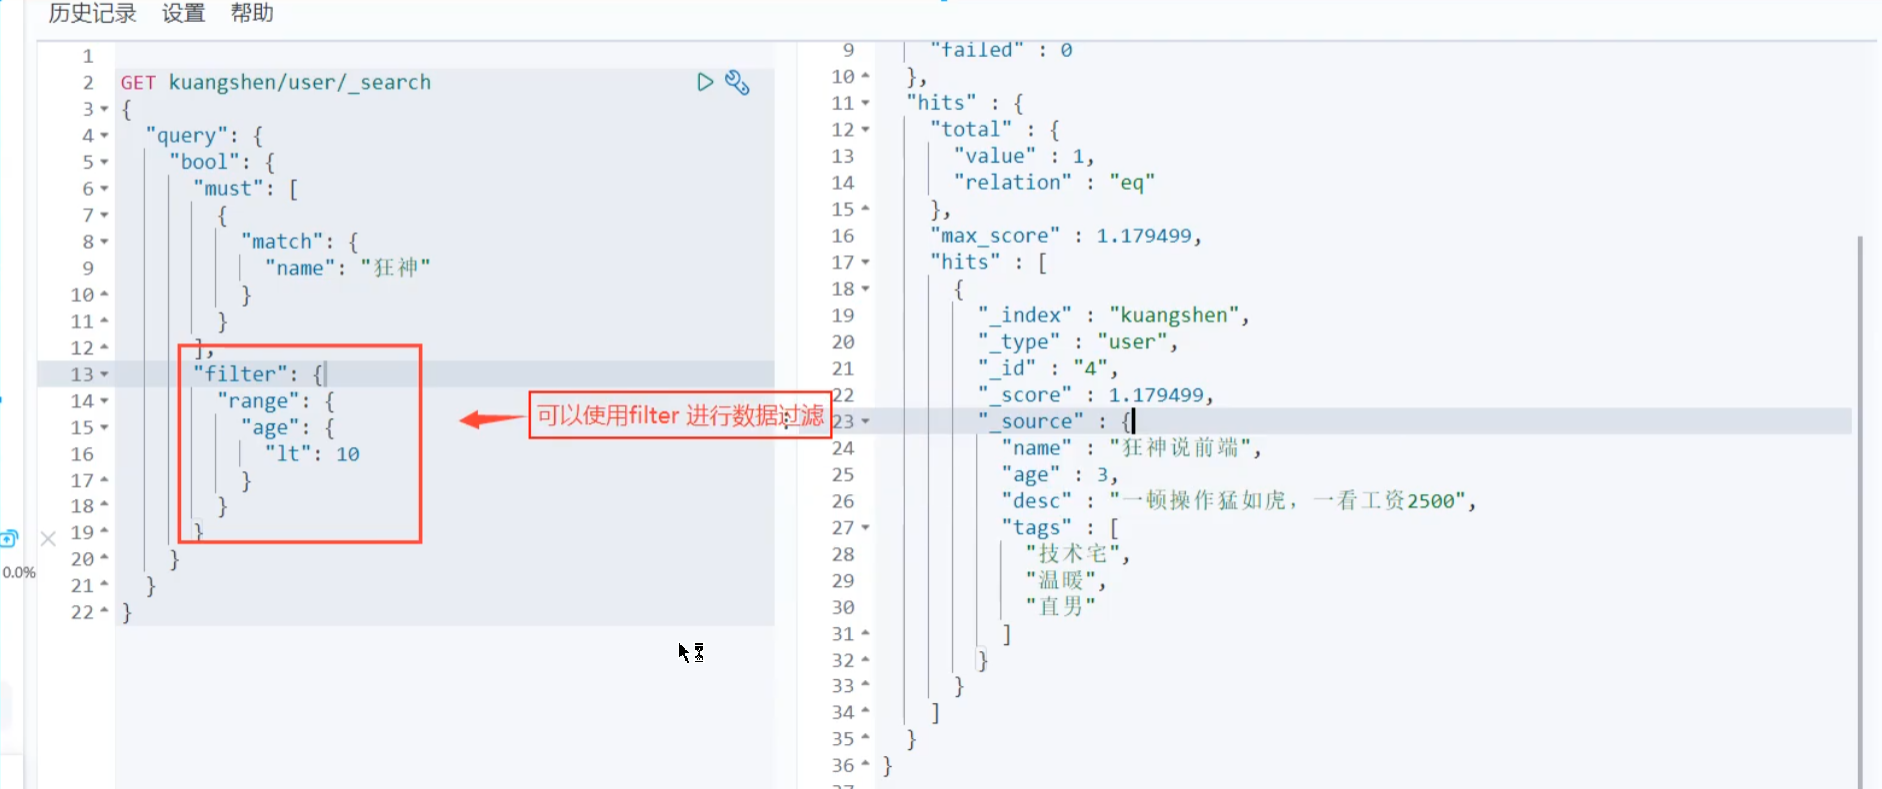 历史记录 设置 帮助
1
2 GET kuangshen/user/_search
3 {
4 "query": {
5 "bool": {
6 "must": [
7 {
8 "match": {
9 "name": "狂神"
10 }
11 }
12 ],
13 "filter": {
14 "range": {
15 "age": {
16 "lt": 10
17 }
18 }
19 }
20 }
21 }
22 }
可以使用filter 进行数据过滤
0.0%
9 "failed" : 0
10 },
11 "hits" : {
12 "total" : {
13 "value" : 1,
14 "relation" : "eq"
15 },
16 "max_score" : 1.179499,
17 "hits" : [
18 {
19 "_index" : "kuangshen",
20 "_type" : "user",
21 "_id" : "4",
22 "_score" : 1.179499,
23 "_source" : {
24 "name" : "狂神说前端",
25 "age" : 3,
26 "desc" : "一顿操作猛如虎，一看工资2500",
27 "tags" : [
28 "技术宅",
29 "温暖",
30 "直男"
31 ]
32 }
33 }
34 ]
35 }
36 }